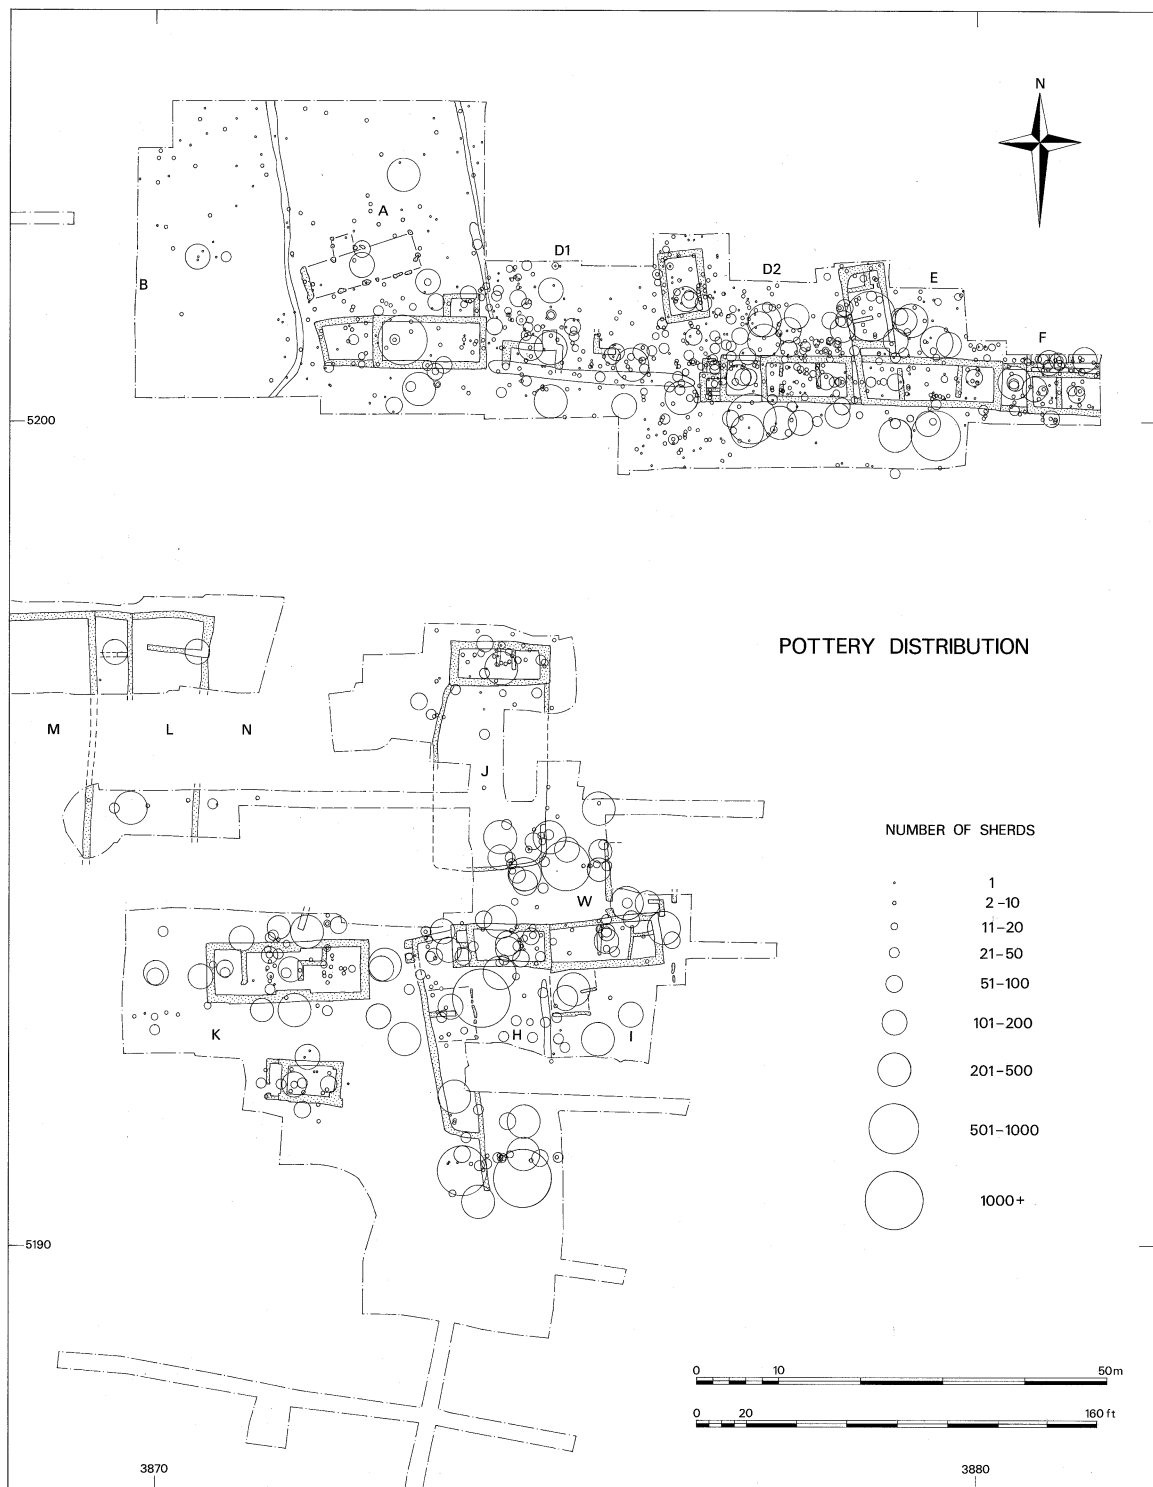 N
A
D1
B
D2
E
F
5200
POTTERY DISTRIBUTION
M
L
N
J
NUMBER OF SHERDS
1
2-10
W
11-20
21-50
51-100
K
H
I
101-200
201-500
501-1000
1000+
5190
0 10 50m
0 20 160 ft
3870
3880